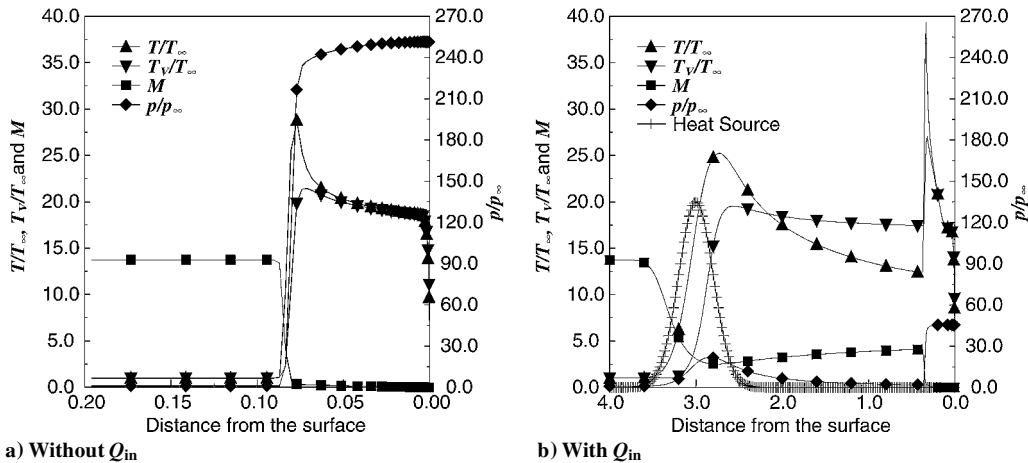 40.0
35.0
30.0
25.0
20.0
15.0
10.0
5.0
0.0
T/T∞, Tv/T∞ and M
T/T∞
Tv/T∞
M
p/p∞
270.0
240.0
210.0
180.0
150.0
120.0
90.0
60.0
30.0
0.0
p/p∞
0.20 0.15 0.10 0.05 0.00
Distance from the surface
a) Without Qin
40.0
35.0
30.0
25.0
20.0
15.0
10.0
5.0
0.0
T/T∞, Tv/T∞ and M
T/T∞
Tv/T∞
M
p/p∞
Heat Source
270.0
240.0
210.0
180.0
150.0
120.0
90.0
60.0
30.0
0.0
p/p∞
4.0 3.0 2.0 1.0 0.0
Distance from the surface
b) With Qin